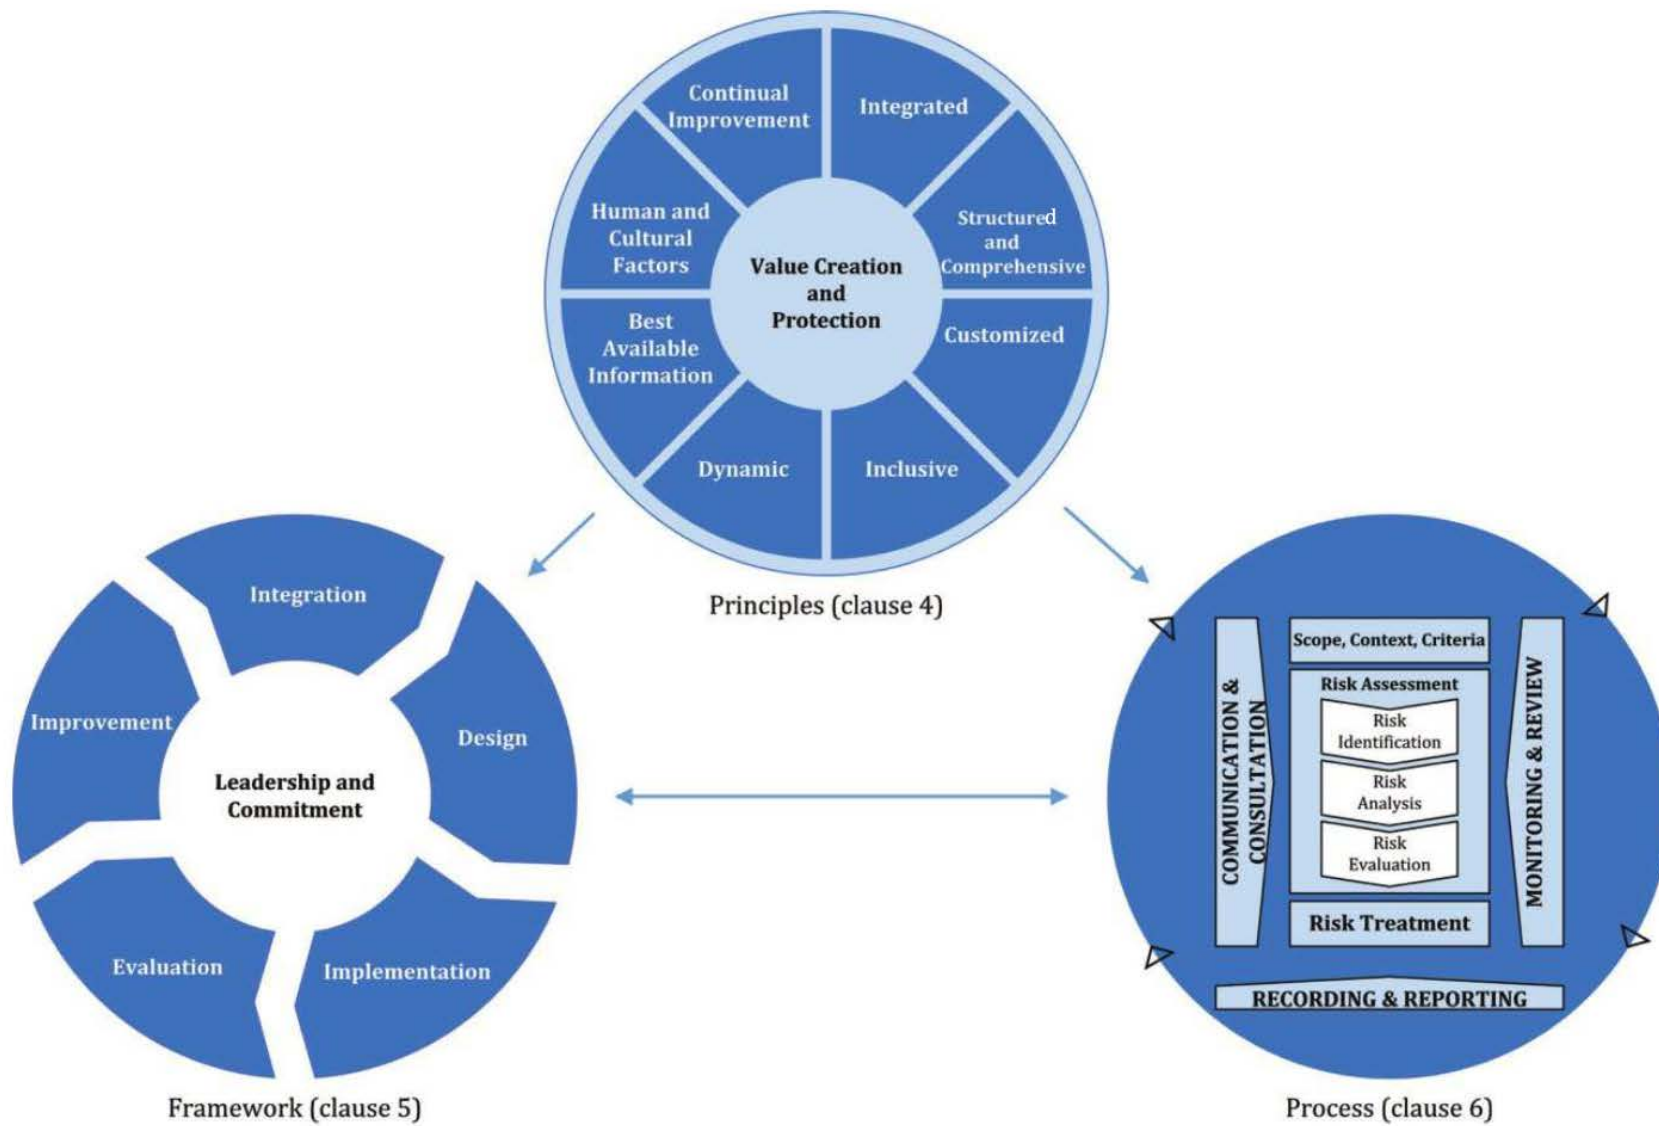 Continual
Improvement
Integrated
Human and
Cultural
Factors
Structured
and
Comprehensive
Value Creation
and
Protection
Best
Available
Information
Customized
Dynamic
Inclusive
Principles (clause 4)
Integration
Improvement
Design
Leadership and
Commitment
Evaluation
Implementation
Framework (clause 5)
COMMUNICATION &
CONSULTATION
Scope, Context, Criteria
Risk Assessment
Risk
Identification
Risk
Analysis
Risk
Evaluation
Risk Treatment
MONITORING & REVIEW
RECORDING & REPORTING
Process (clause 6)